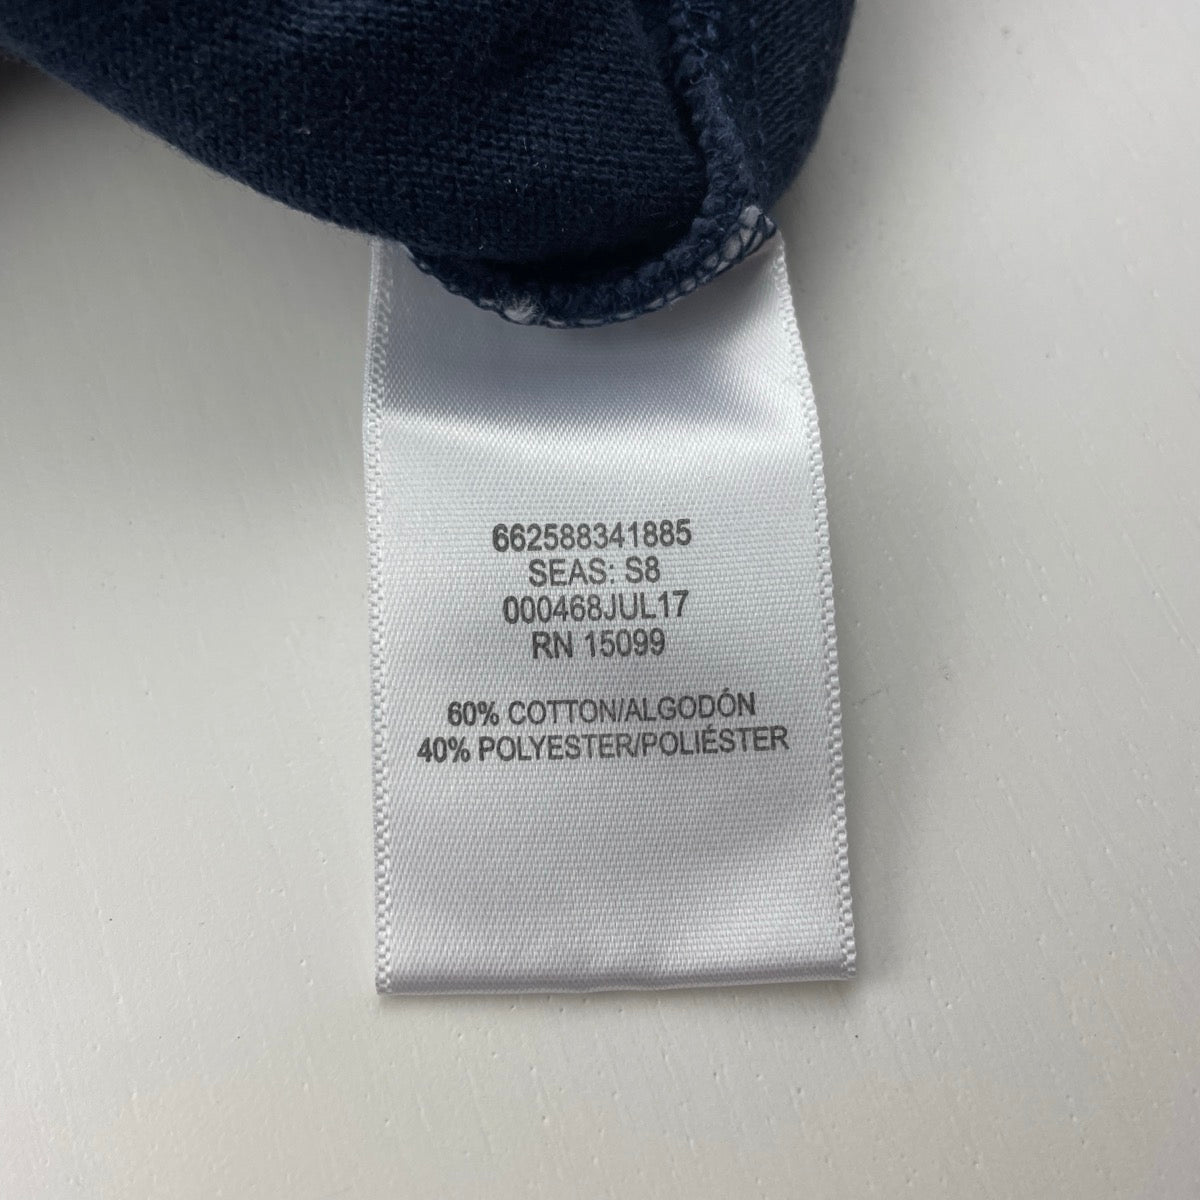 662588341885
SEAS: S8
000468JUL17
RN 15099
60% COTTON/ALGODÓN
40% POLYESTER/POLIÉSTER